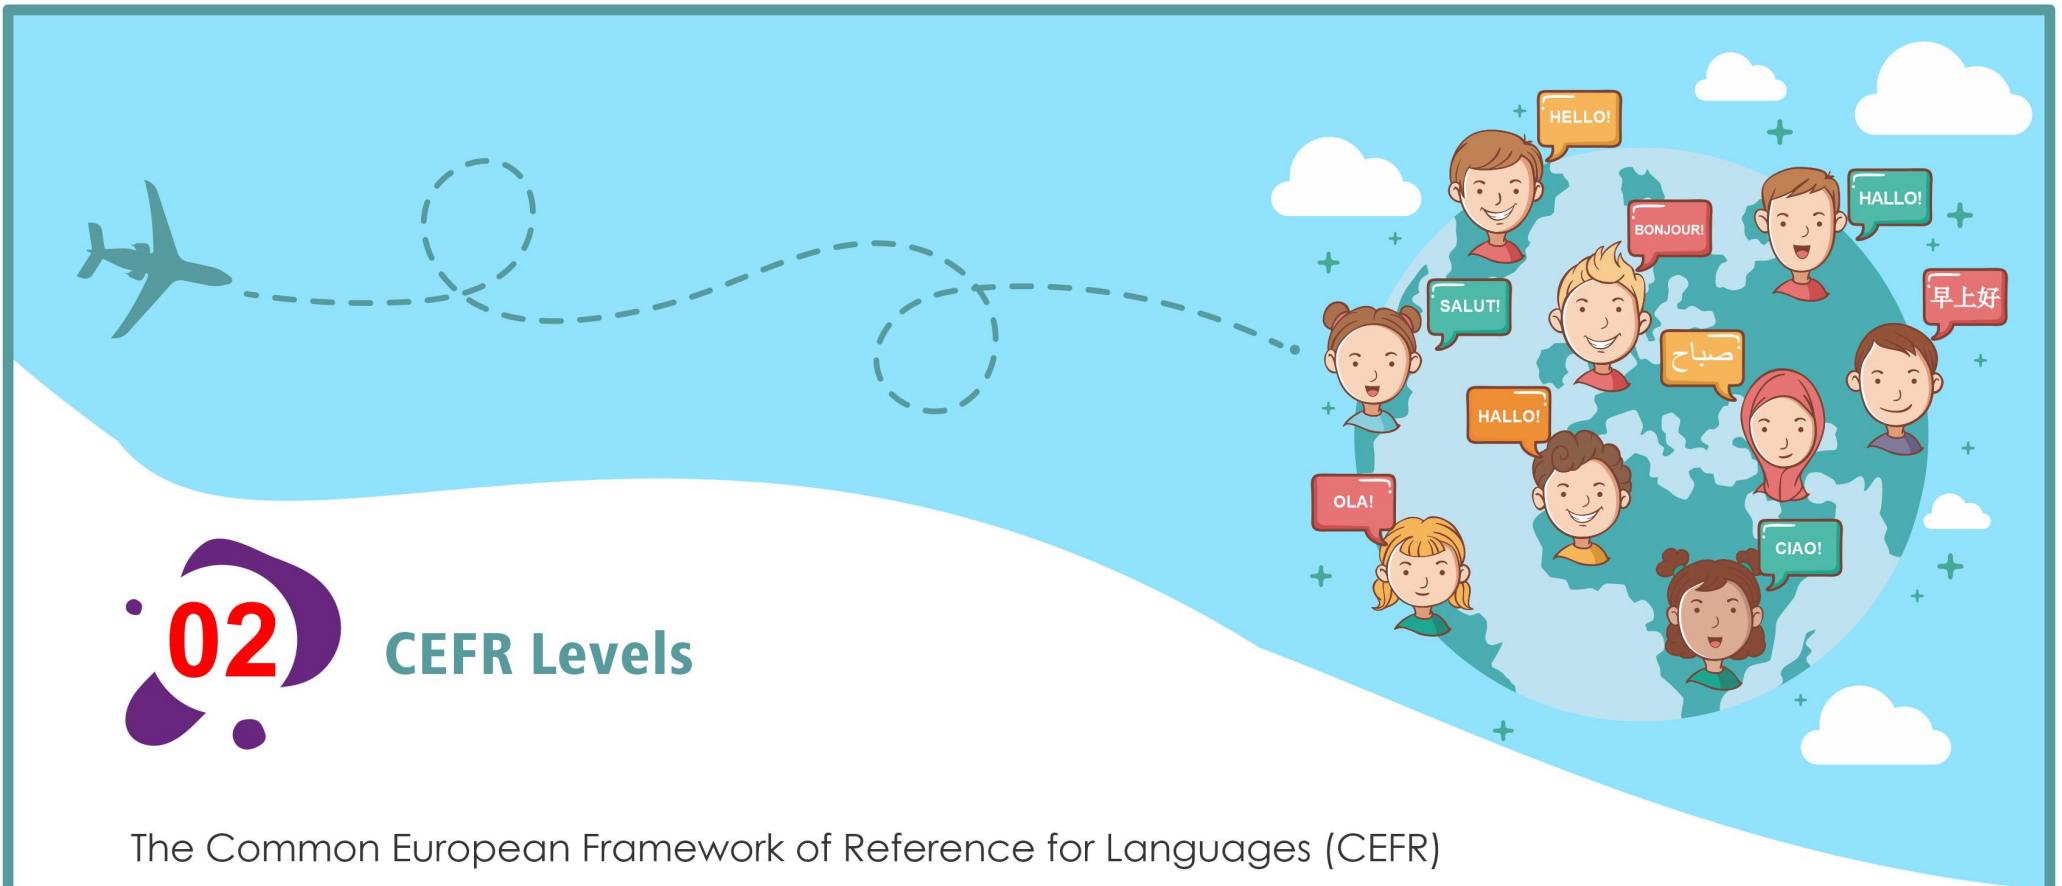 HELLO!
HALLO!
BONJOUR!
早上好
SALUT!
صباح
HALLO!
OLA!
CIAO!
02
CEFR Levels
The Common European Framework of Reference for Languages (CEFR)